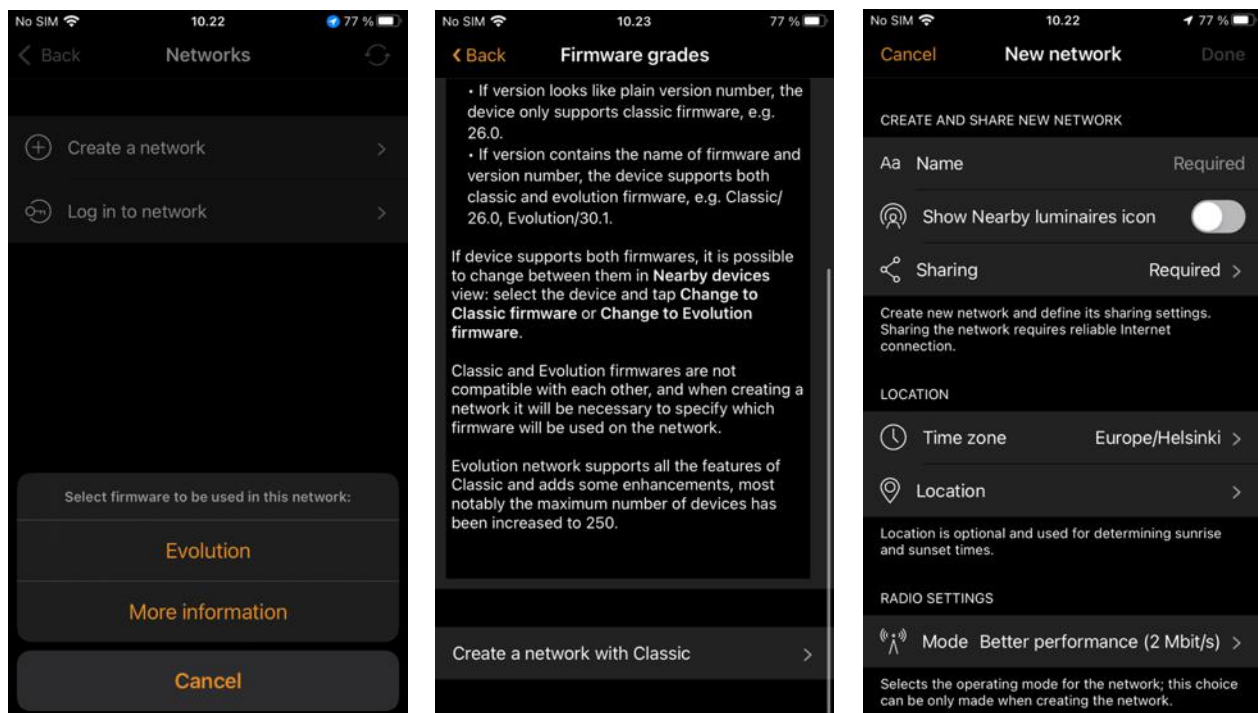 No SIM 10.22 77 %
Back Networks
Create a network
Log in to network
Select firmware to be used in this network:
Evolution
More information
Cancel
No SIM 10.23 77 %
Back Firmware grades
• If version looks like plain version number, the
device only supports classic firmware, e.g.
26.0.
• If version contains the name of firmware and
version number, the device supports both
classic and evolution firmware, e.g. Classic/
26.0, Evolution/30.1.
If device supports both firmwares, it is possible
to change between them in Nearby devices
view: select the device and tap Change to
Classic firmware or Change to Evolution
firmware.
Classic and Evolution firmwares are not
compatible with each other, and when creating a
network it will be necessary to specify which
firmware will be used on the network.
Evolution network supports all the features of
Classic and adds some enhancements, most
notably the maximum number of devices has
been increased to 250.
Create a network with Classic
No SIM 10.22 77 %
Cancel New network Done
CREATE AND SHARE NEW NETWORK
Aa Name Required
Show Nearby luminaires icon
Sharing Required
Create new network and define its sharing settings.
Sharing the network requires reliable Internet
connection.
LOCATION
Time zone Europe/Helsinki
Location
Location is optional and used for determining sunrise
and sunset times.
RADIO SETTINGS
Mode Better performance (2 Mbit/s)
Selects the operating mode for the network; this choice
can be only made when creating the network.